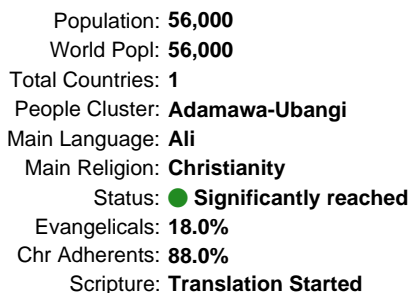 Population: 56,000
World Popl: 56,000
Total Countries: 1
People Cluster: Adamawa-Ubangi
Main Language: Ali
Main Religion: Christianity
Status: Significantly reached
Evangelicals: 18.0%
Chr Adherents: 88.0%
Scripture: Translation Started